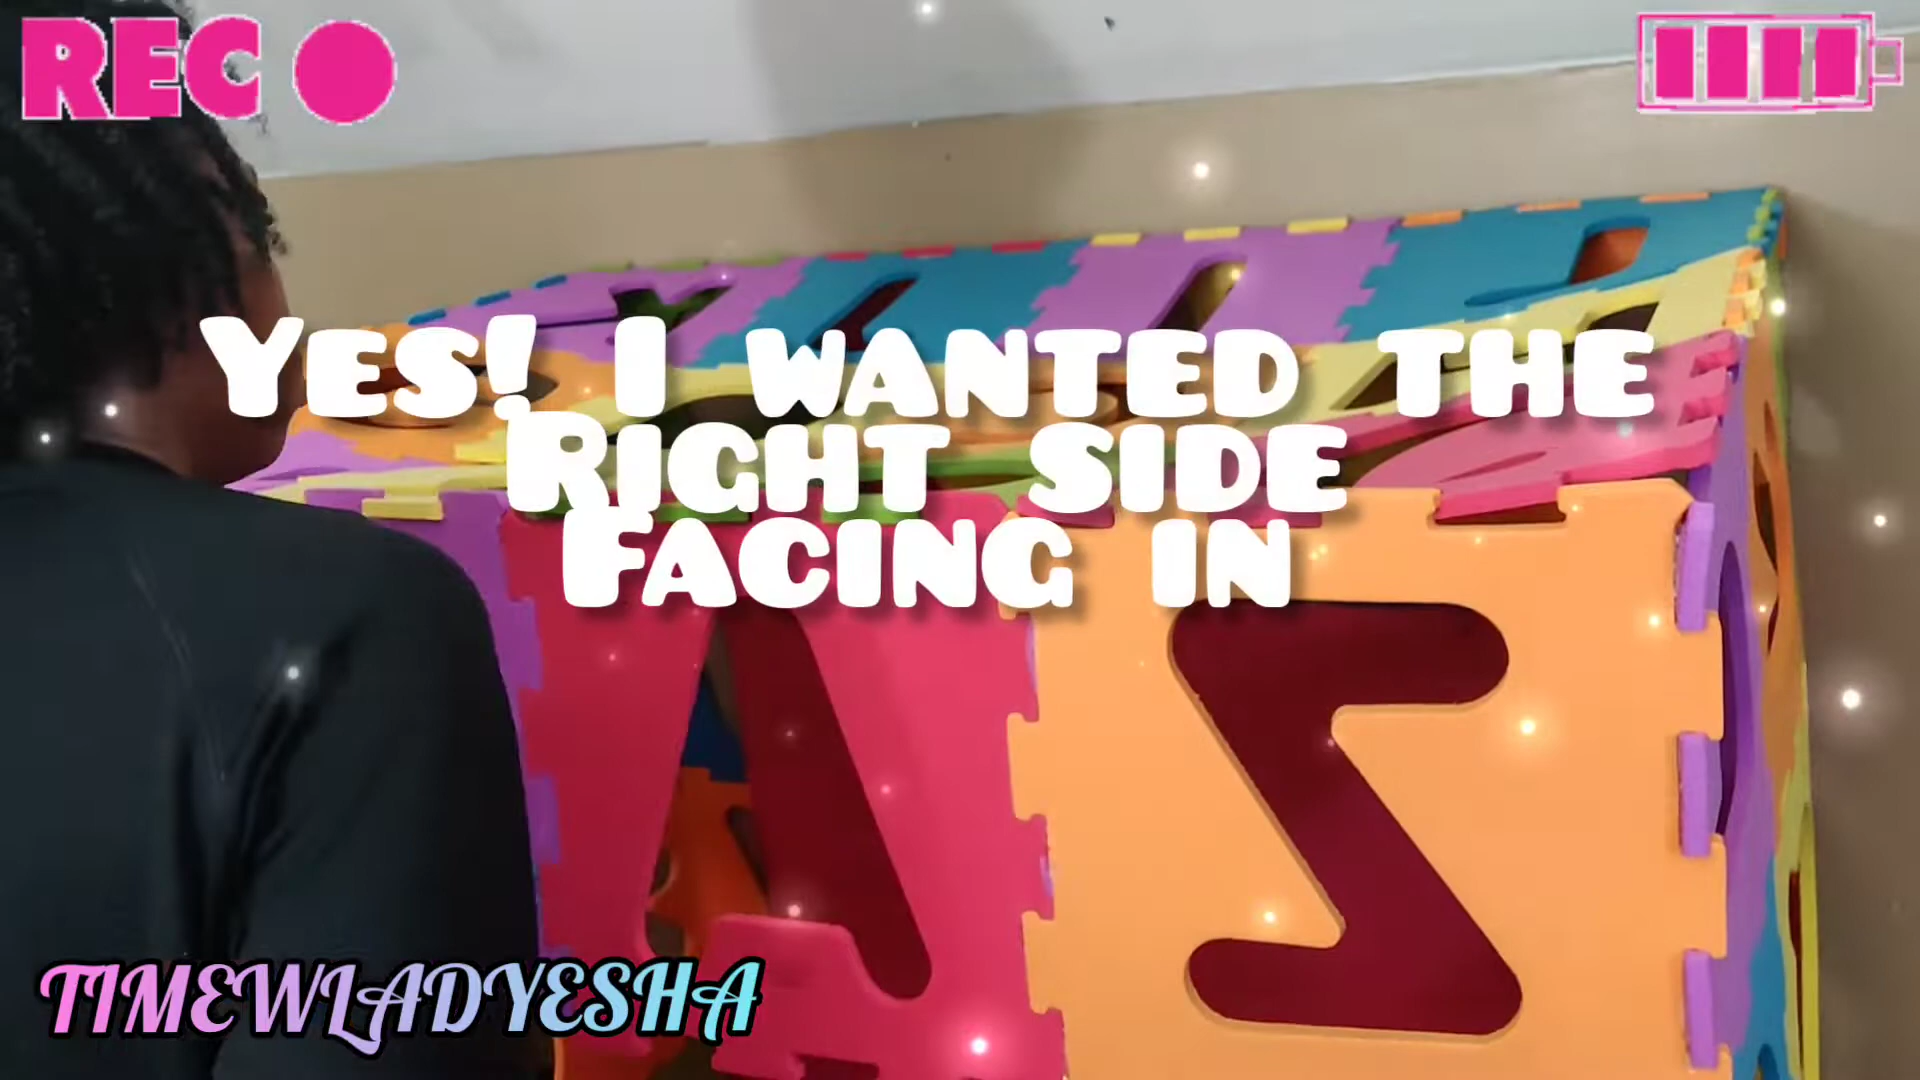 REC
Yes! I wanted the
Right side
Facing in
TIMEWLADYESHA